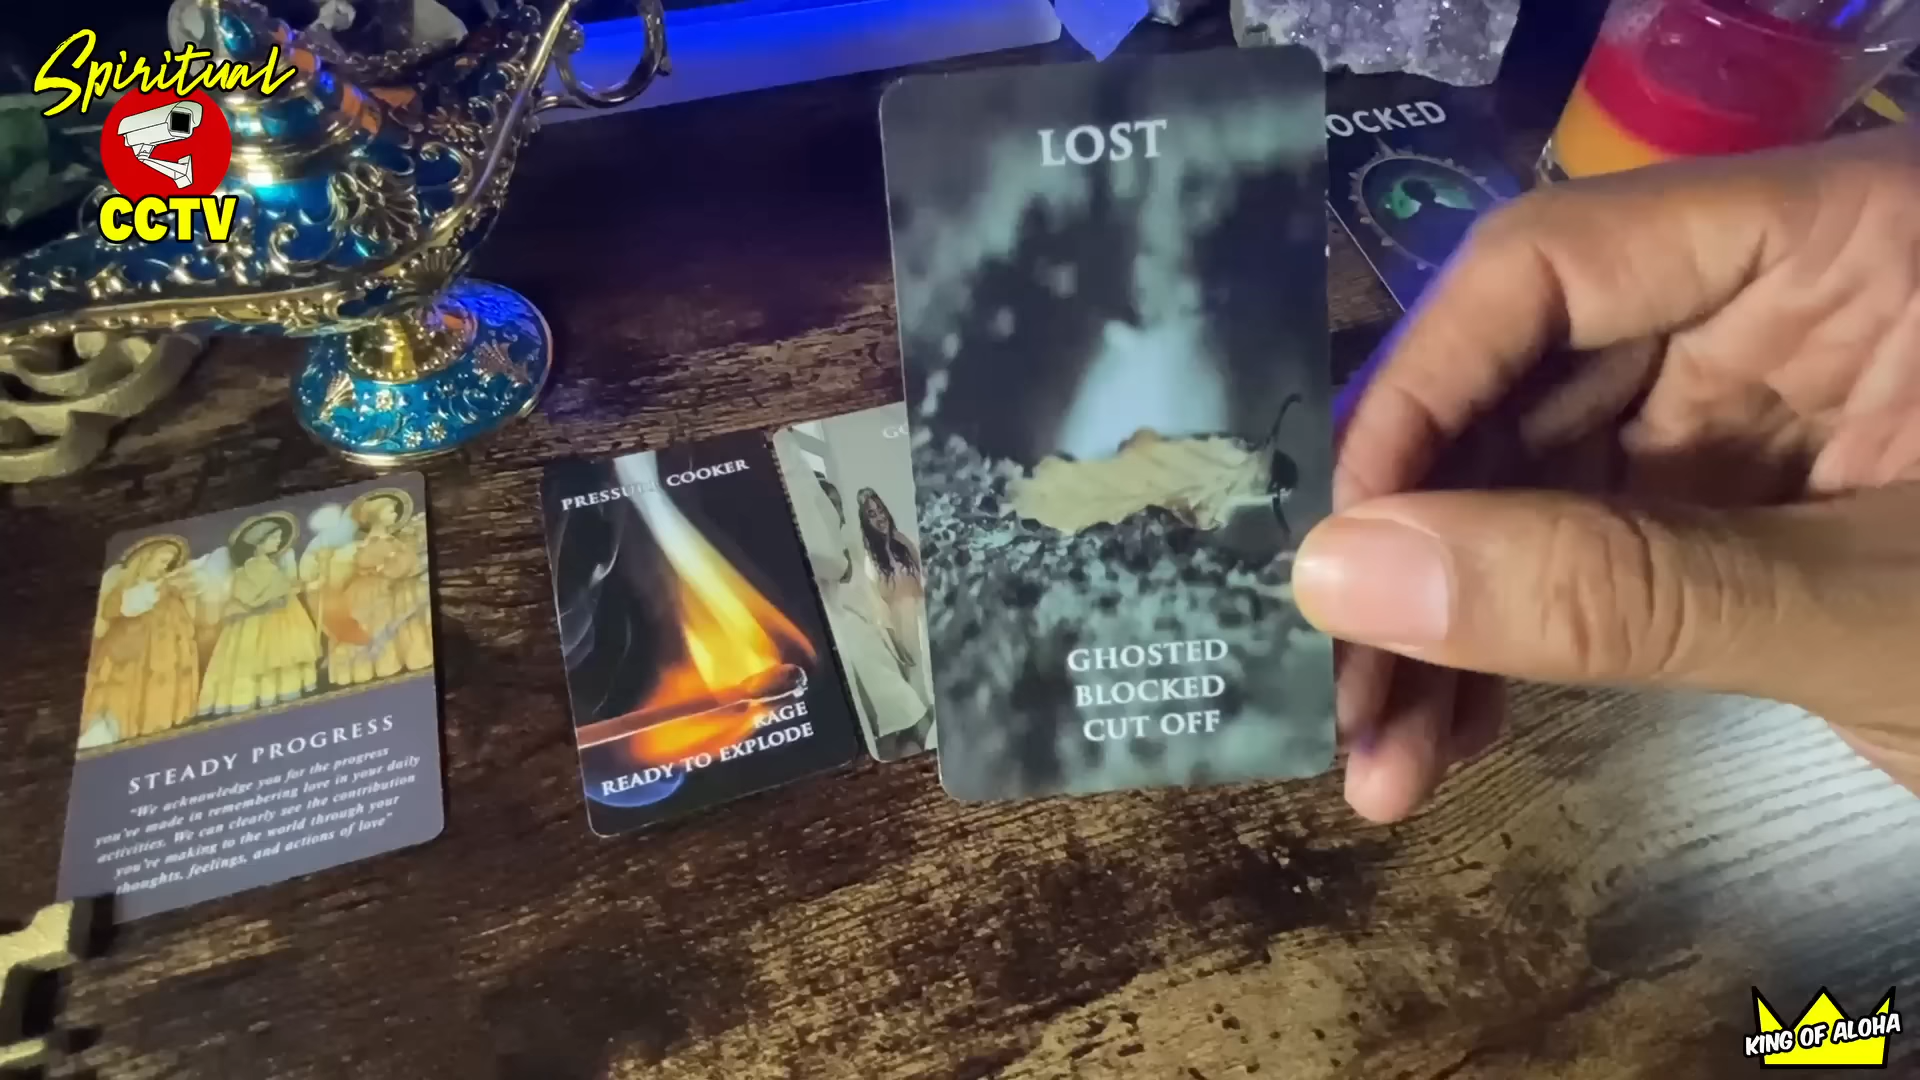 Spiritual
CCTV
LOST
GHOSTED
BLOCKED
CUT OFF
OCKED
PRESSURE COOKER
RAGE
READY TO EXPLODE
GO
STEADY PROGRESS
"We acknowledge you for the progress
you've made in remembering love in your daily
activities. We can clearly see the contribution
you're making to the world through your
thoughts, feelings, and actions of love"
KING OF ALOHA